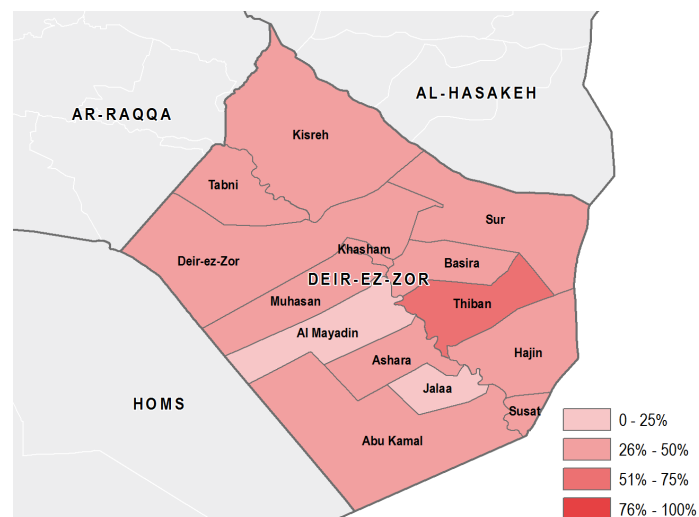 AL-HASAKEH
AR-RAQQA
Kisreh
Tabni
Sur
Khasham
Deir-ez-Zor
Basira
DEIR-EZ-ZOR
Muhasan
Thiban
Al Mayadin
Hajin
Ashara
Jalaa
HOMS
Susat
Abu Kamal
0 - 25%
26% - 50%
51% - 75%
76% - 100%